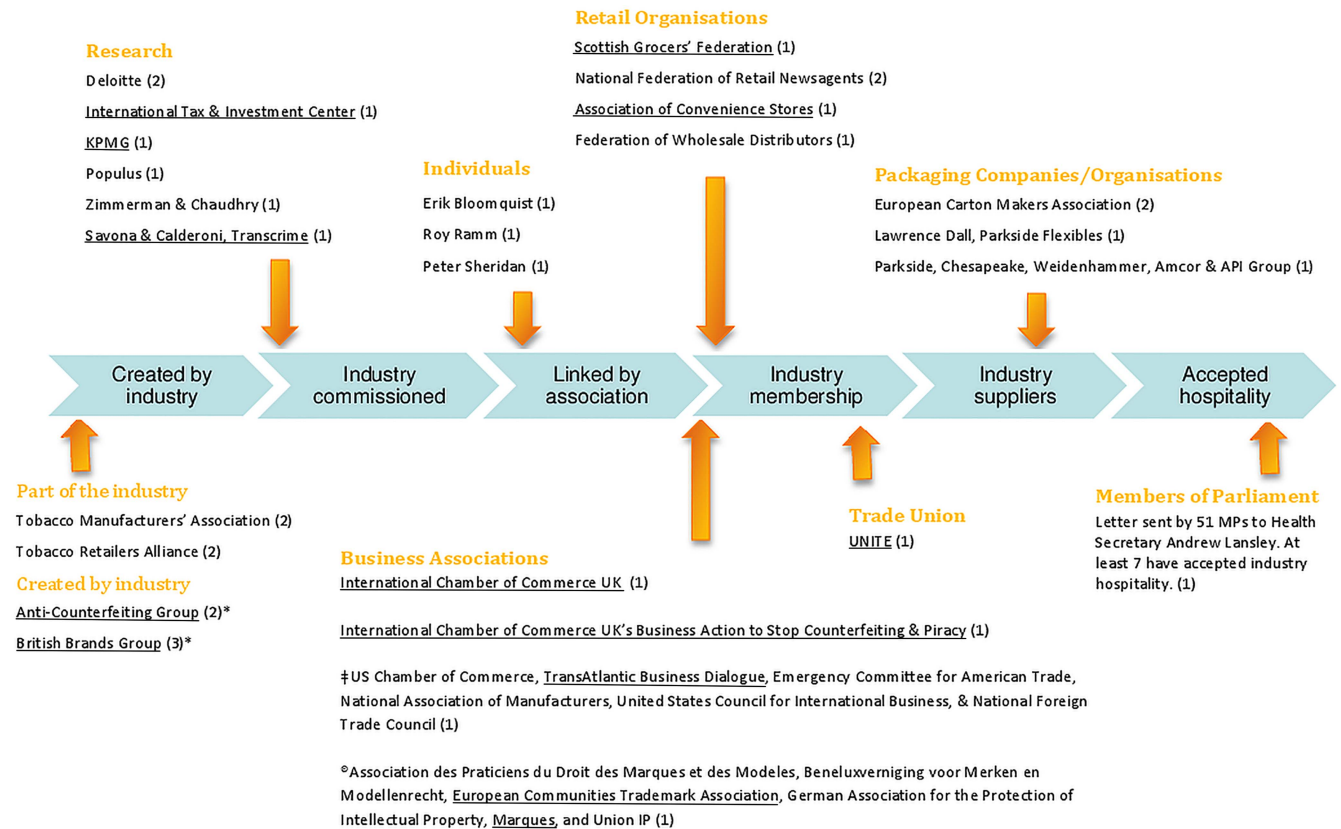 Research
Deloitte (2)
International Tax & Investment Center (1)
KPMG (1)
Populus (1)
Zimmerman & Chaudhry (1)
Savona & Calderoni, Transcrime (1)
Individuals
Erik Bloomquist (1)
Roy Ramm (1)
Peter Sheridan (1)
Retail Organisations
Scottish Grocers' Federation (1)
National Federation of Retail Newsagents (2)
Association of Convenience Stores (1)
Federation of Wholesale Distributors (1)
Packaging Companies/Organisations
European Carton Makers Association (2)
Lawrence Dall, Parkside Flexibles (1)
Parkside, Chesapeake, Weidenhammer, Amcor & API Group (1)
Created by
industry
Industry
commissioned
Linked by
association
Industry
membership
Industry
suppliers
Accepted
hospitality
Part of the industry
Tobacco Manufacturers' Association (2)
Tobacco Retailers Alliance (2)
Created by industry
Anti-Counterfeiting Group (2)*
British Brands Group (3)*
Business Associations
International Chamber of Commerce UK (1)
International Chamber of Commerce UK's Business Action to Stop Counterfeiting & Piracy (1)
‡US Chamber of Commerce, TransAtlantic Business Dialogue, Emergency Committee for American Trade,
National Association of Manufacturers, United States Council for International Business, & National Foreign
Trade Council (1)
©Association des Praticiens du Droit des Marques et des Modeles, Beneluxverniging voor Merken en
Modellenrecht, European Communities Trademark Association, German Association for the Protection of
Intellectual Property, Marques, and Union IP (1)
Trade Union
UNITE (1)
Members of Parliament
Letter sent by 51 MPs to Health
Secretary Andrew Lansley. At
least 7 have accepted industry
hospitality. (1)